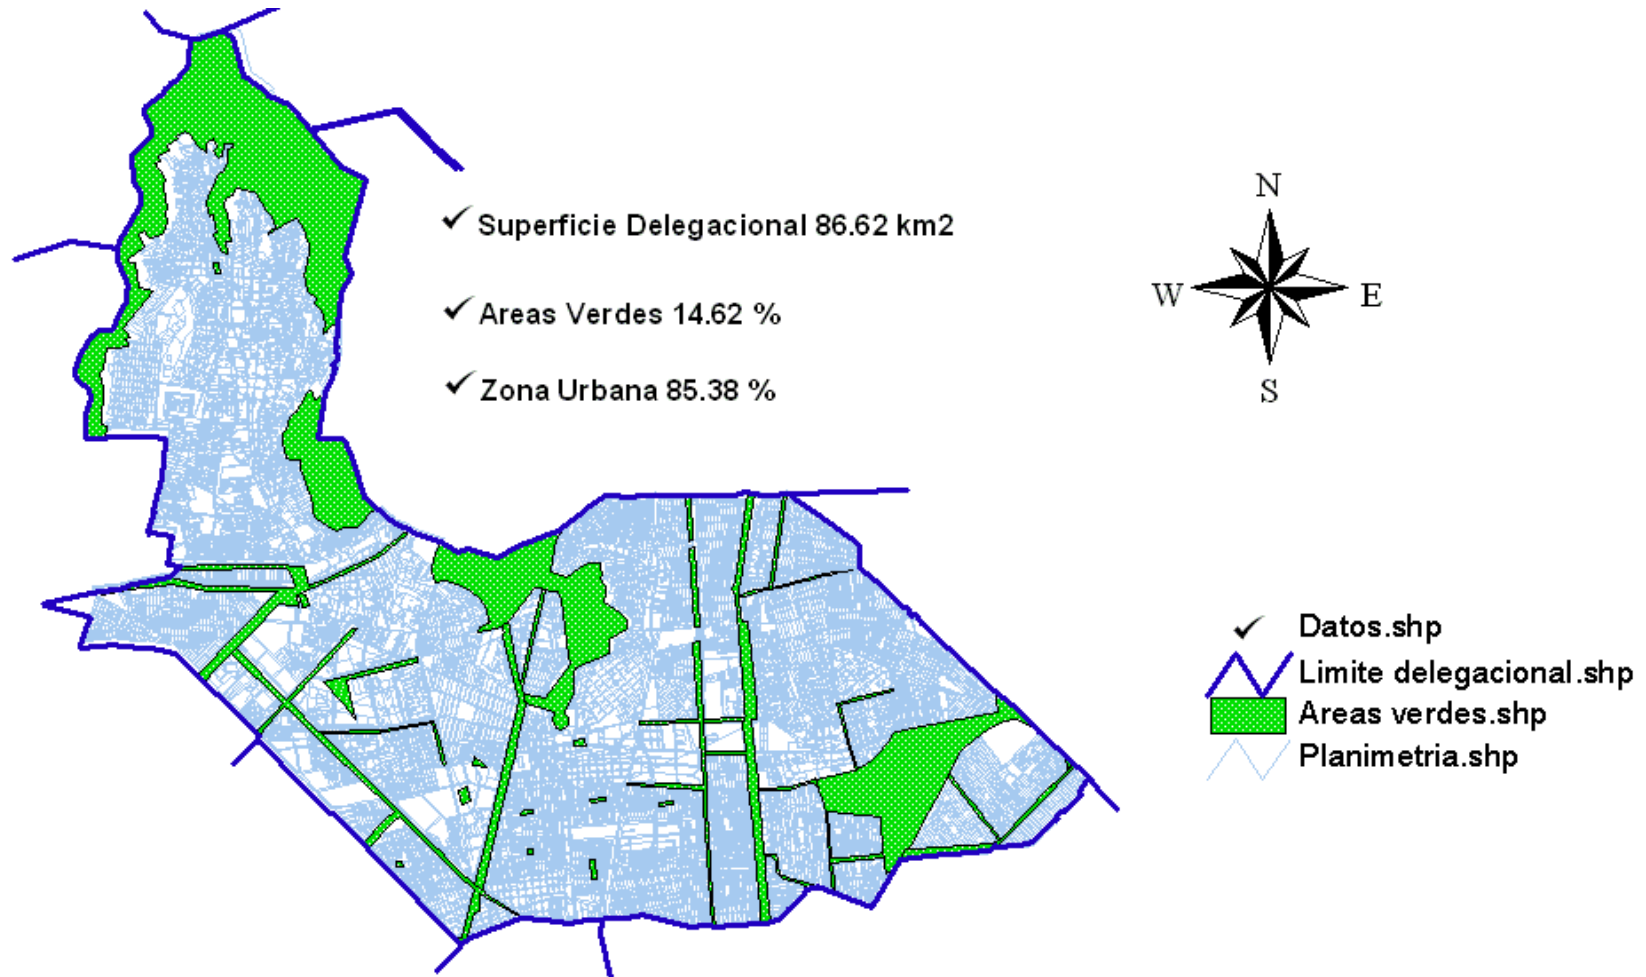 Superficie Delegacional 86.62 km2
Areas Verdes 14.62 %
Zona Urbana 85.38 %
N
W
E
S
Datos.shp
Limite delegacional.shp
Areas verdes.shp
Planimetria.shp